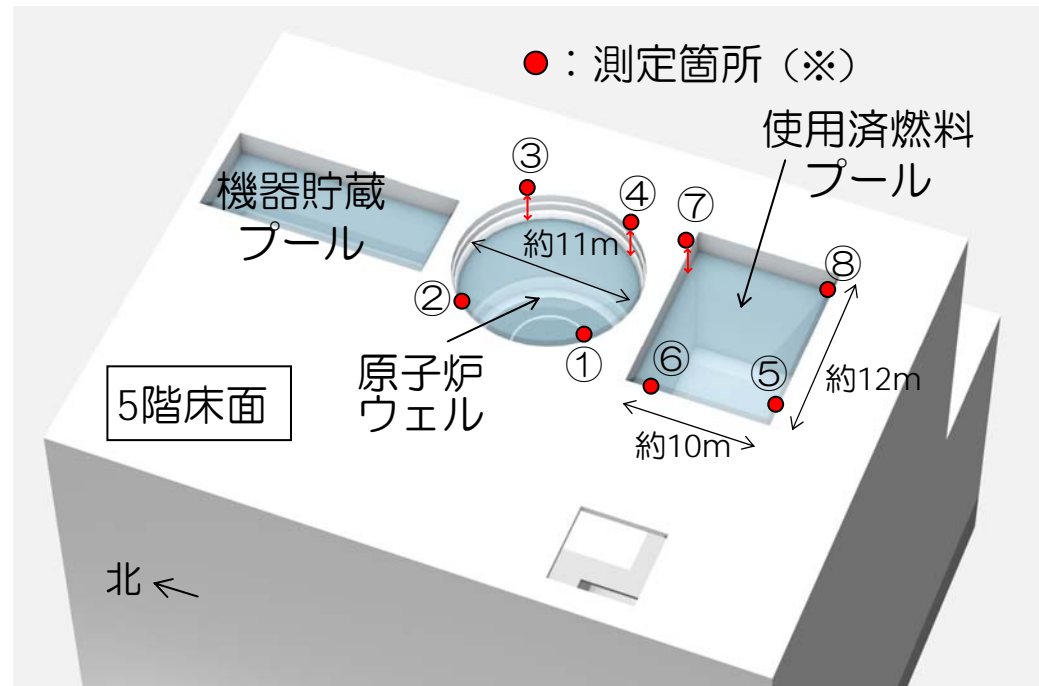 ●：測定箇所（※）
使用済燃料
プール
機器貯蔵
プール
③
④
⑦
約11m
⑧
②
①
原子炉
ウェル
⑥
⑤
約12m
約10m
5階床面
北